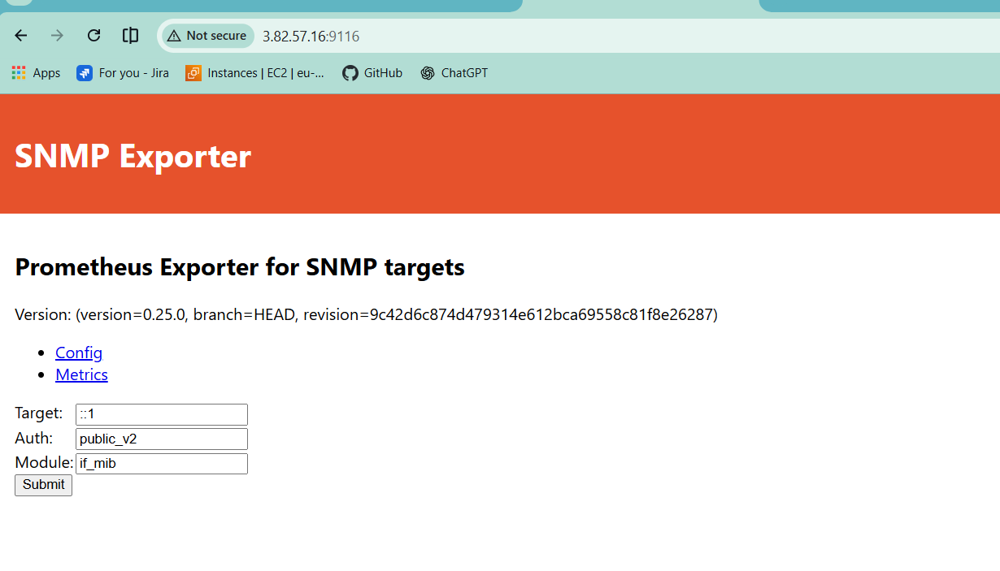 Not secure 3.82.57.16:9116
Apps For you - Jira Instances | EC2 | eu-... GitHub ChatGPT
SNMP Exporter
Prometheus Exporter for SNMP targets
Version: (version=0.25.0, branch=HEAD, revision=9c42d6c874d479314e612bca69558c81f8e26287)
Config
Metrics
Target: ::1
Auth: public_v2
Module: if_mib
Submit